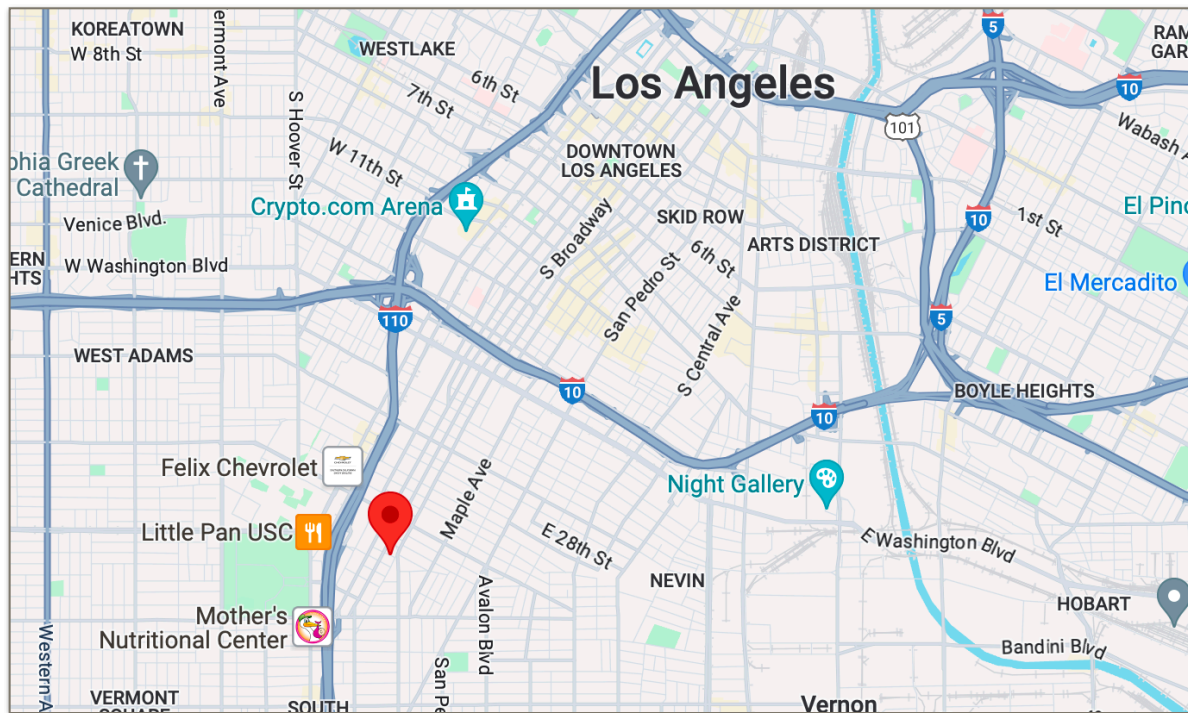 KOREATOWN
W 8th St
ermont Ave
WESTLAKE
6th St
7th St
Los Angeles
5
10
RAM
GAR
101
Wabash A
S Hoover St
W 11th St
DOWNTOWN
LOS ANGELES
phia Greek
Cathedral
Crypto.com Arena
Venice Blvd.
S Broadway
SKID ROW
6th St
ARTS DISTRICT
10
1st St
El Pino
ERN
HTS
W Washington Blvd
San Pedro St
El Mercadito
110
S Central Ave
5
WEST ADAMS
10
BOYLE HEIGHTS
10
Felix Chevrolet
Maple Ave
Night Gallery
Little Pan USC
E 28th St
E Washington Blvd
NEVIN
Avalon Blvd
HOBART
Mother's
Nutritional Center
Western A
San Pe
Bandini Blvd
VERMONT
SQUARE
SOUTH
Vernon